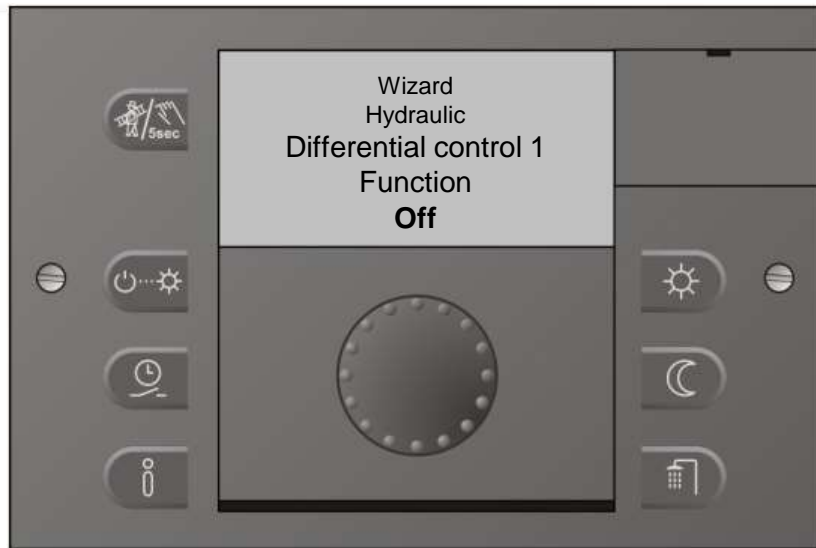 Wizard
Hydraulic
Differential control 1
Function
Off
5sec